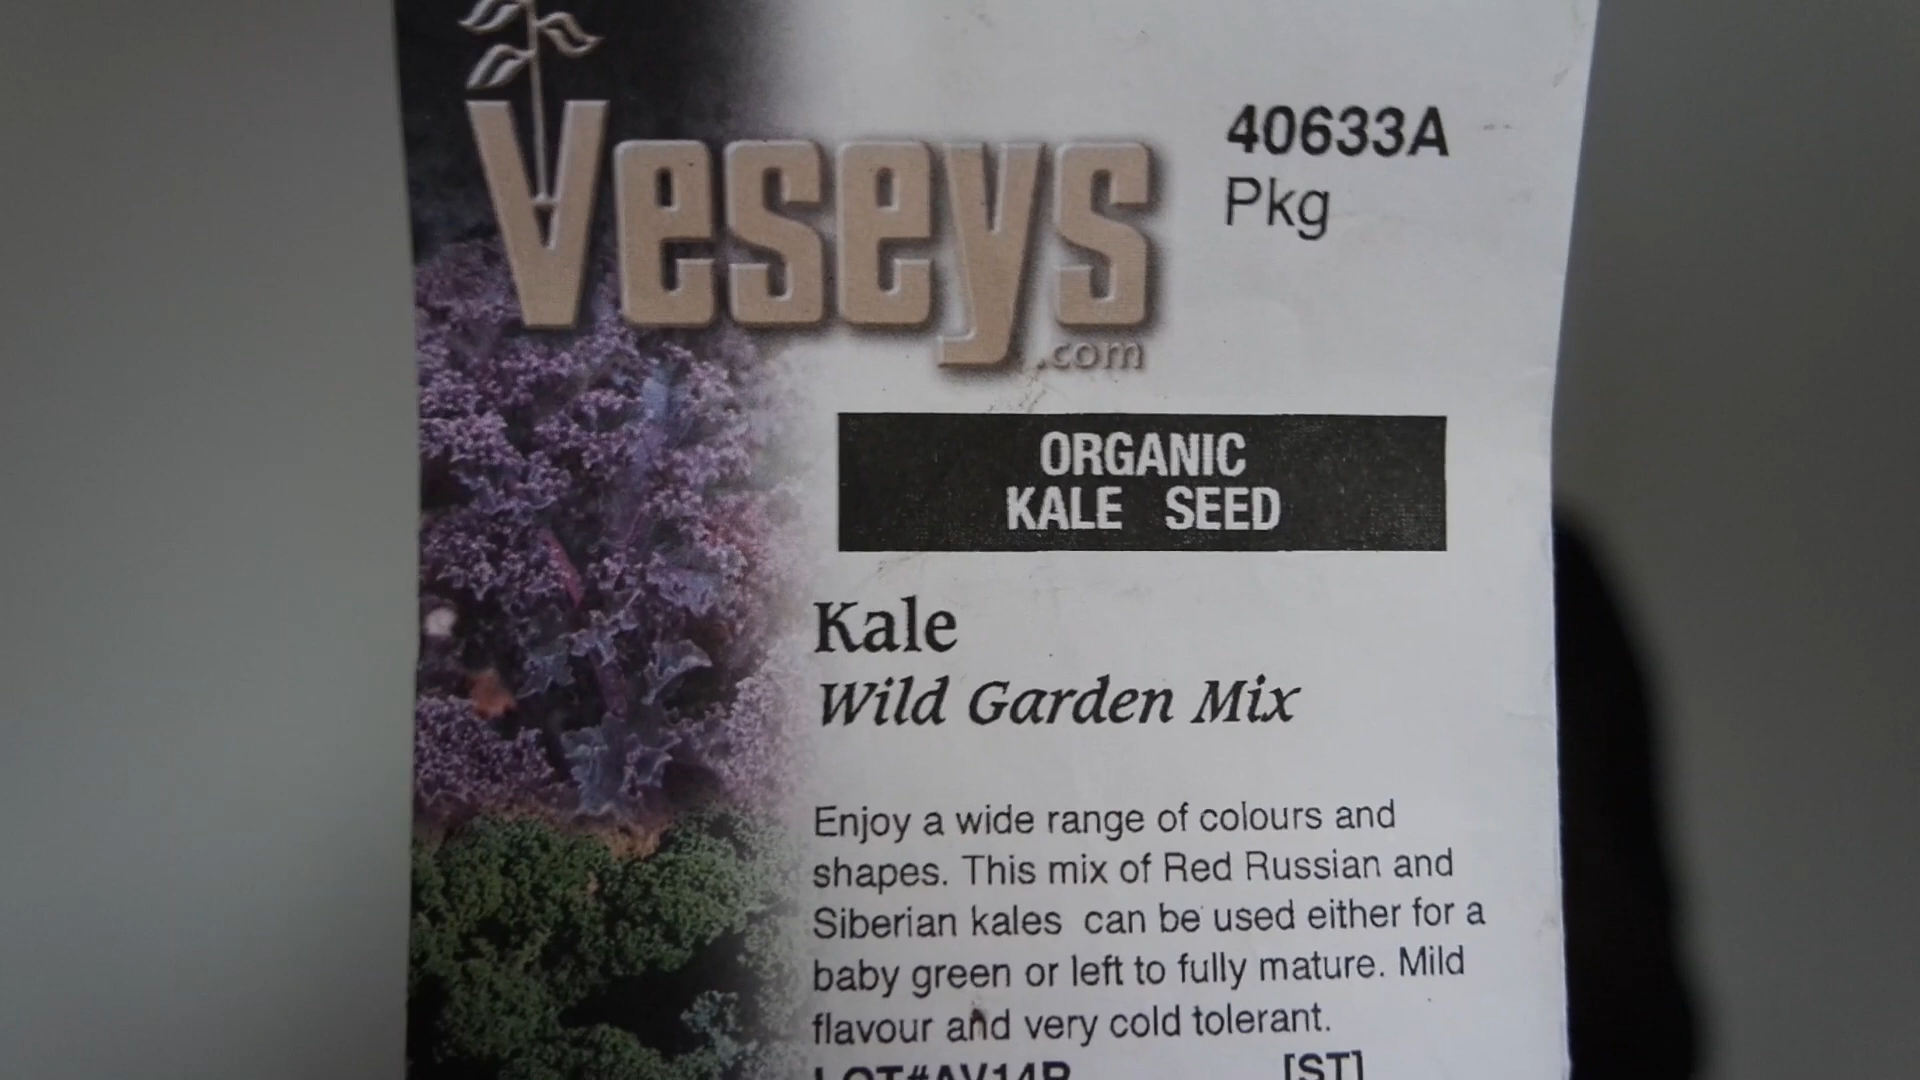 Veseys
.com
40633A
Pkg
ORGANIC
KALE SEED
Kale
Wild Garden Mix
Enjoy a wide range of colours and
shapes. This mix of Red Russian and
Siberian kales can be used either for a
baby green or left to fully mature. Mild
flavour and very cold tolerant.
[ST]